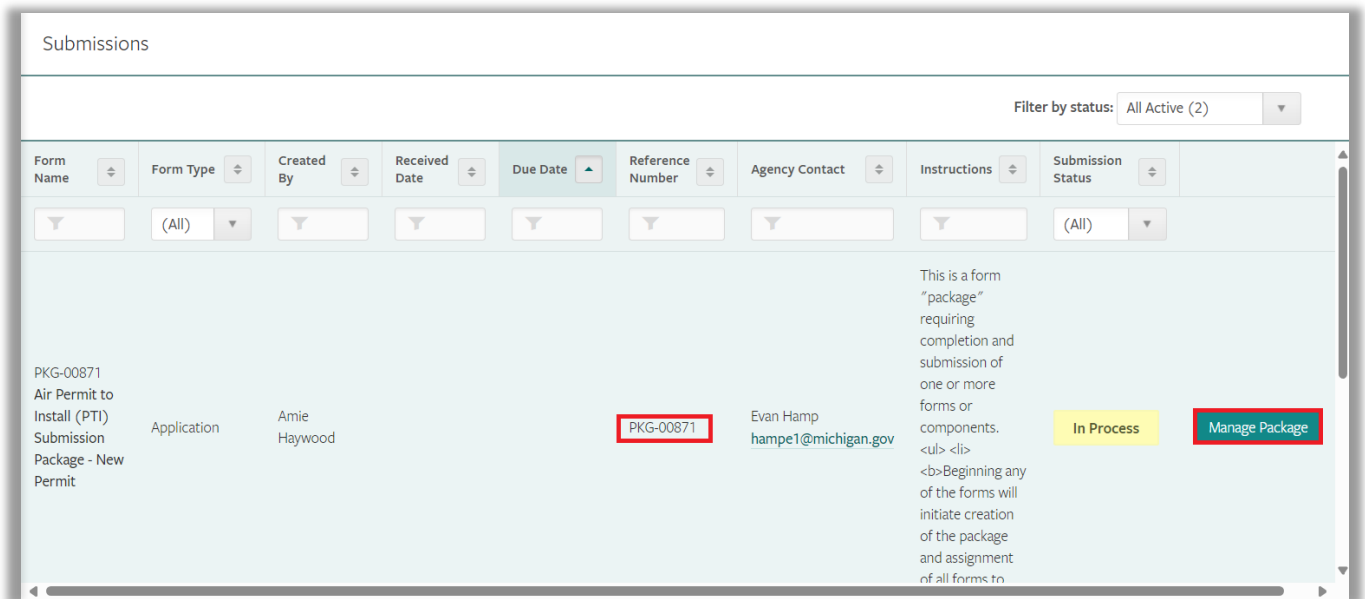 Submissions
Filter by status: All Active (2)
Form
Name
Form Type
Created
By
Received
Date
Due Date
Reference
Number
Agency Contact
Instructions
Submission
Status
(All)
(All)
PKG-00871
Air Permit to
Install (PTI)
Submission
Package - New
Permit
Application
Amie
Haywood
PKG-00871
Evan Hamp
hampe1@michigan.gov
This is a form
"package"
requiring
completion and
submission of
one or more
forms or
components.
<ul> <li>
<b>Beginning any
of the forms will
initiate creation
of the package
and assignment
of all forms to
In Process
Manage Package